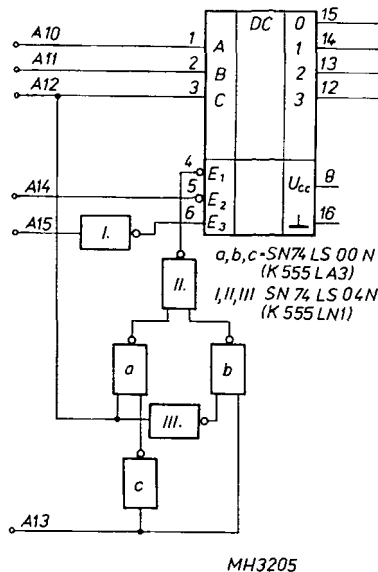 A10 1 A DC 0 15
A11 2 B 1 14
A12 3 C 2 13
3 12
4 E1
A14 5 E2 Ucc 8
A15 I. 6 E3 ⊥ 16
a,b,c=SN74 LS 00 N
(K 555 LA3)
II. I,II,III SN 74 LS 04N
(K 555 LN1)
a b
III.
c
A13
MH3205